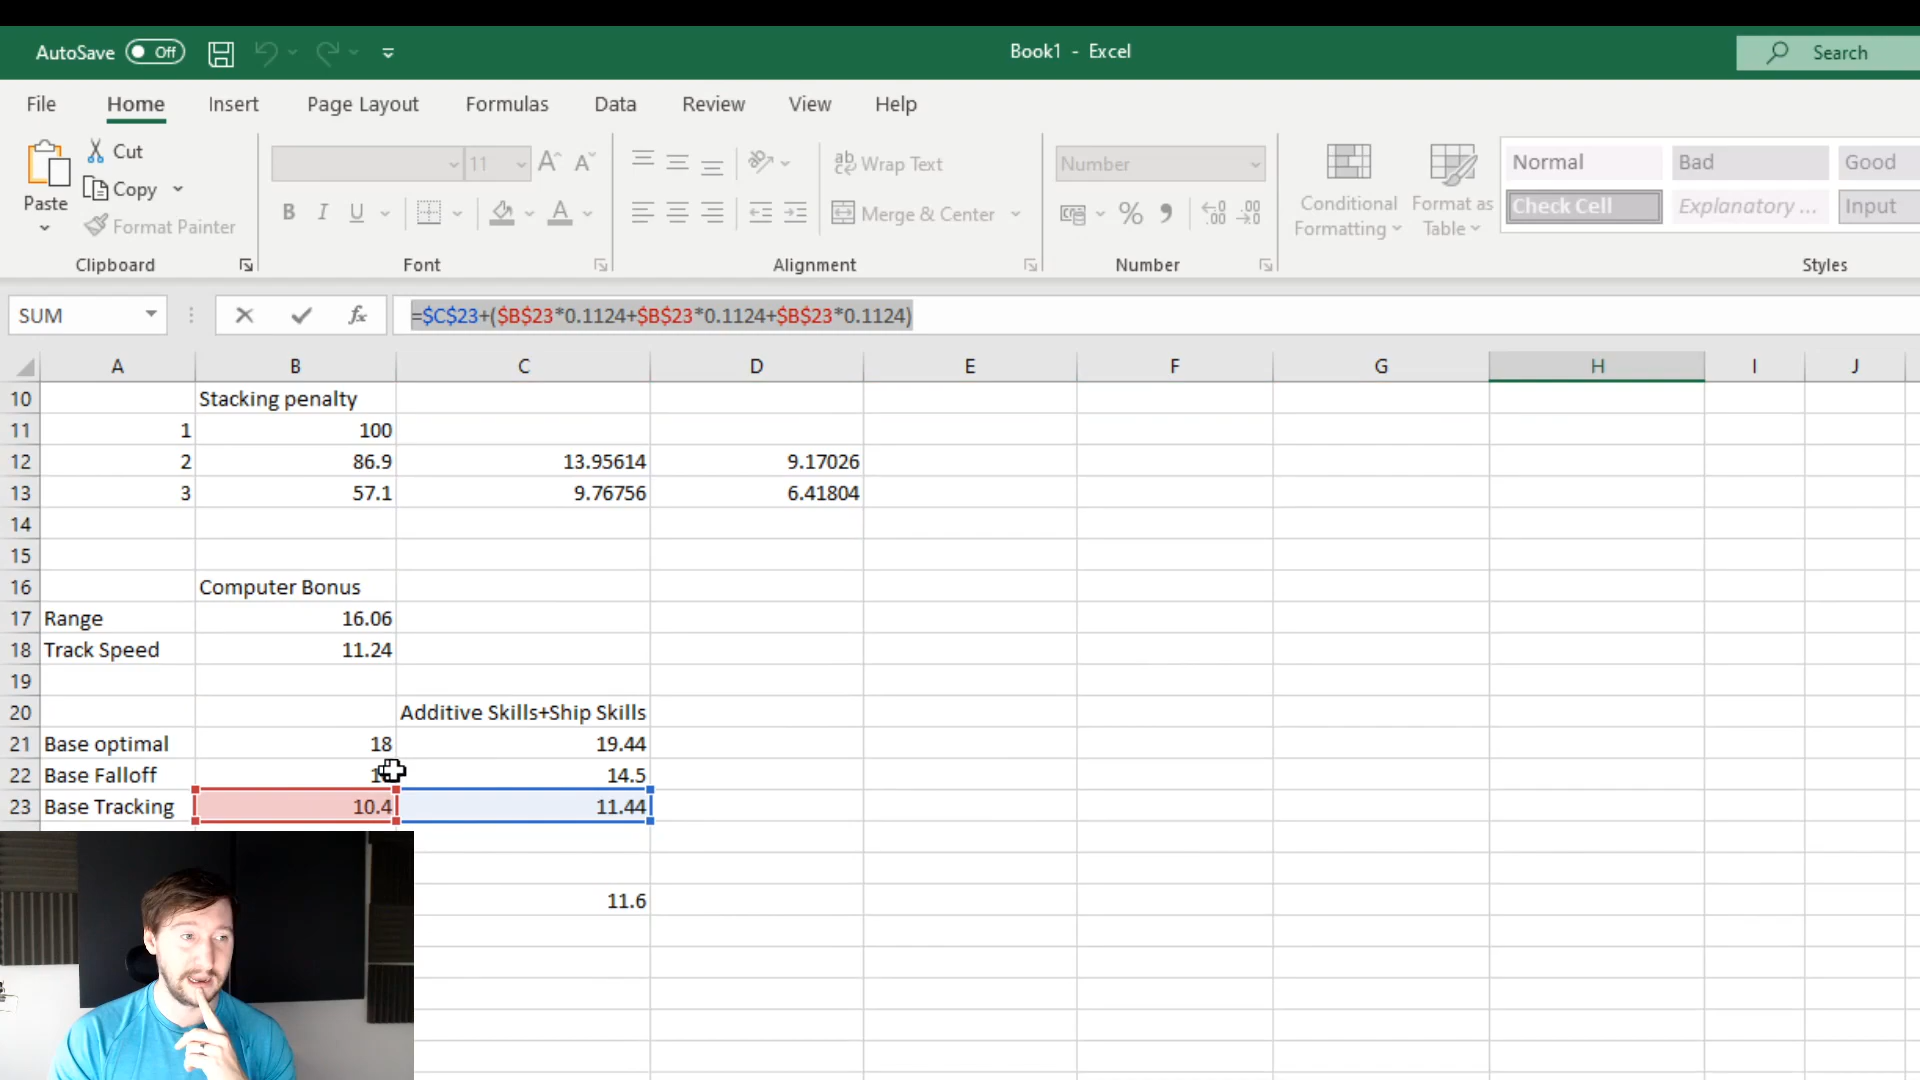 AutoSave Off Book1 - Excel Search
File Home Insert Page Layout Formulas Data Review View Help
Paste Cut Copy Format Painter
11
Wrap Text
Merge & Center
Number
Conditional Formatting
Format as Table
Normal Bad Good
Check Cell Explanatory ... Input
Clipboard Font Alignment Number Styles
SUM fx =$C$23+($B$23*0.1124+$B$23*0.1124+$B$23*0.1124)
A B C D E F G H I J
10 Stacking penalty
11 1 100
12 2 86.9 13.95614 9.17026
13 3 57.1 9.76756 6.41804
14
15
16 Computer Bonus
17 Range 16.06
18 Track Speed 11.24
19
20 Additive Skills+Ship Skills
21 Base optimal 18 19.44
22 Base Falloff 14.5
23 Base Tracking 10.4 11.44
11.6